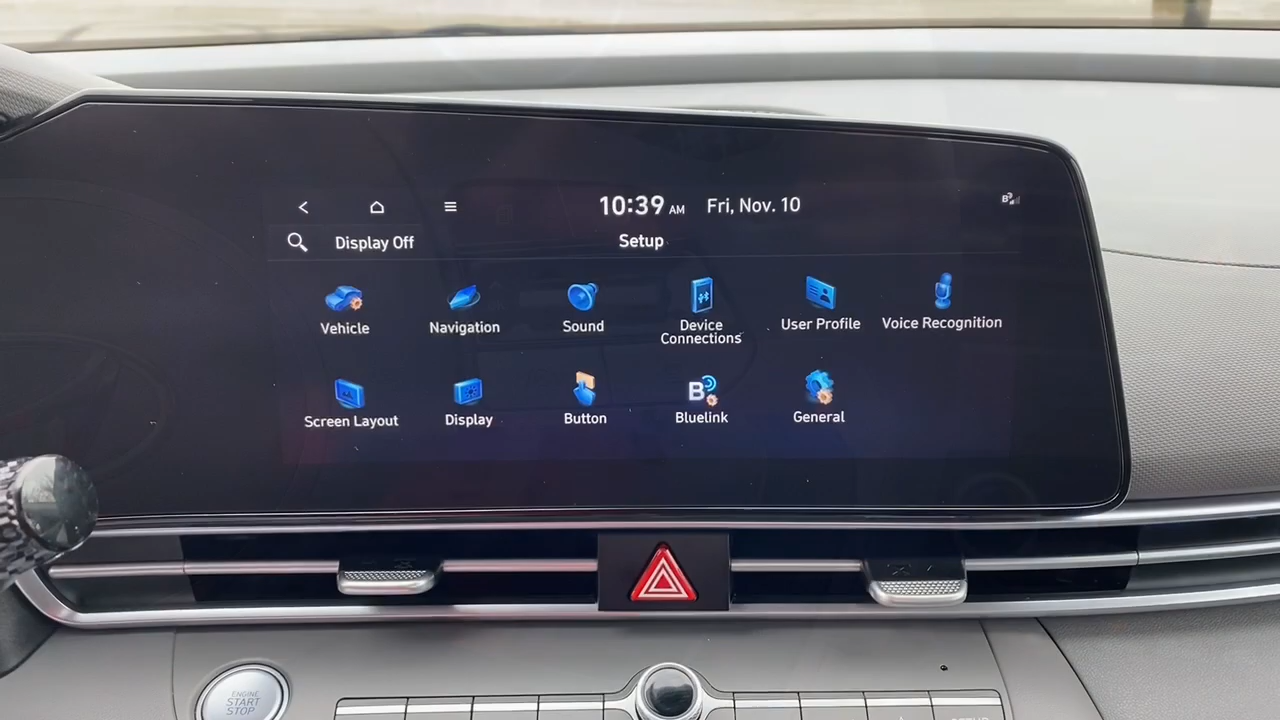 10:39 AM Fri, Nov. 10
Display Off
Setup
Vehicle
Navigation
Sound
Device
Connections
User Profile
Voice Recognition
Screen Layout
Display
Button
B
Bluelink
General
ENGINE
START
STOP
SETUP